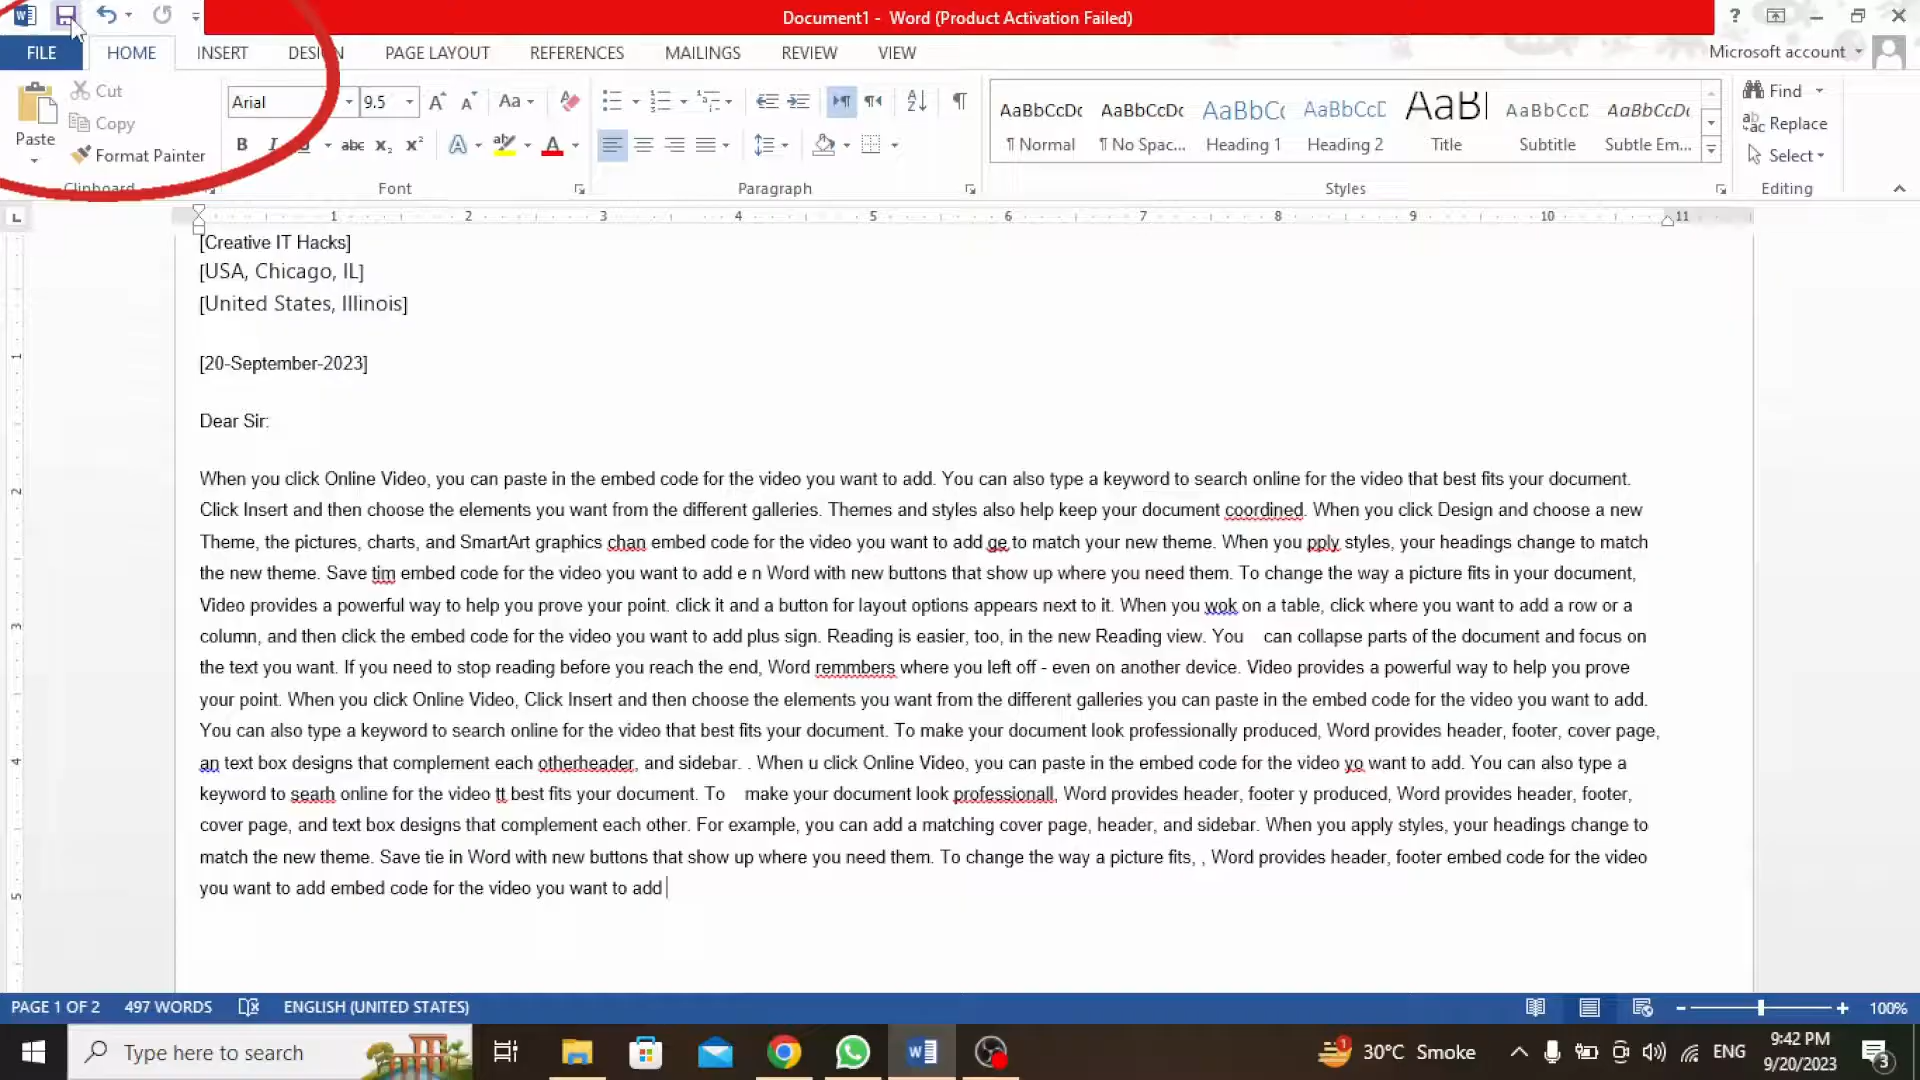 Document1 - Word (Product Activation Failed)
?
FILE HOME INSERT DESIGN PAGE LAYOUT REFERENCES MAILINGS REVIEW VIEW Microsoft account
Paste
Cut
Copy
Format Painter
Clipboard
Arial 9.5
Font
Paragraph
AaBbCcDc AaBbCcDc AaBbCc AaBbCcD AaBl AaBbCcD AaBbCcDc
¶ Normal ¶ No Spac... Heading 1 Heading 2 Title Subtitle Subtle Em...
Styles
Find
Replace
Select
Editing
1 2 3 4 5 6 7 8 9 10 11
[Creative IT Hacks]
[USA, Chicago, IL]
[United States, Illinois]
[20-September-2023]
Dear Sir:
When you click Online Video, you can paste in the embed code for the video you want to add. You can also type a keyword to search online for the video that best fits your document.
Click Insert and then choose the elements you want from the different galleries. Themes and styles also help keep your document coordined. When you click Design and choose a new
Theme, the pictures, charts, and SmartArt graphics chan embed code for the video you want to add ge to match your new theme. When you pply styles, your headings change to match
the new theme. Save tim embed code for the video you want to add e n Word with new buttons that show up where you need them. To change the way a picture fits in your document,
Video provides a powerful way to help you prove your point. click it and a button for layout options appears next to it. When you wok on a table, click where you want to add a row or a
column, and then click the embed code for the video you want to add plus sign. Reading is easier, too, in the new Reading view. You can collapse parts of the document and focus on
the text you want. If you need to stop reading before you reach the end, Word remmbers where you left off - even on another device. Video provides a powerful way to help you prove
your point. When you click Online Video, Click Insert and then choose the elements you want from the different galleries you can paste in the embed code for the video you want to add.
You can also type a keyword to search online for the video that best fits your document. To make your document look professionally produced, Word provides header, footer, cover page,
an text box designs that complement each otherheader, and sidebar. . When u click Online Video, you can paste in the embed code for the video yo want to add. You can also type a
keyword to searh online for the video tt best fits your document. To make your document look professionall, Word provides header, footer y produced, Word provides header, footer,
cover page, and text box designs that complement each other. For example, you can add a matching cover page, header, and sidebar. When you apply styles, your headings change to
match the new theme. Save tie in Word with new buttons that show up where you need them. To change the way a picture fits, , Word provides header, footer embed code for the video
you want to add embed code for the video you want to add
PAGE 1 OF 2 497 WORDS ENGLISH (UNITED STATES) 100%
Type here to search
30°C Smoke
ENG
9:42 PM
9/20/2023
3